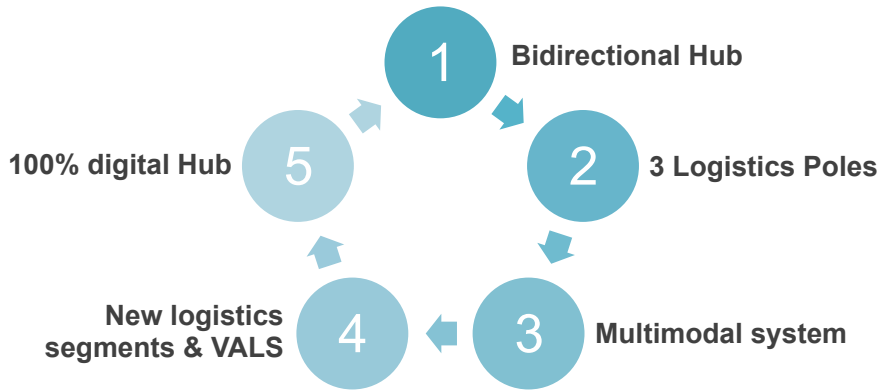 1
Bidirectional Hub
2
3 Logistics Poles
3
Multimodal system
4
New logistics
segments & VALS
5
100% digital Hub